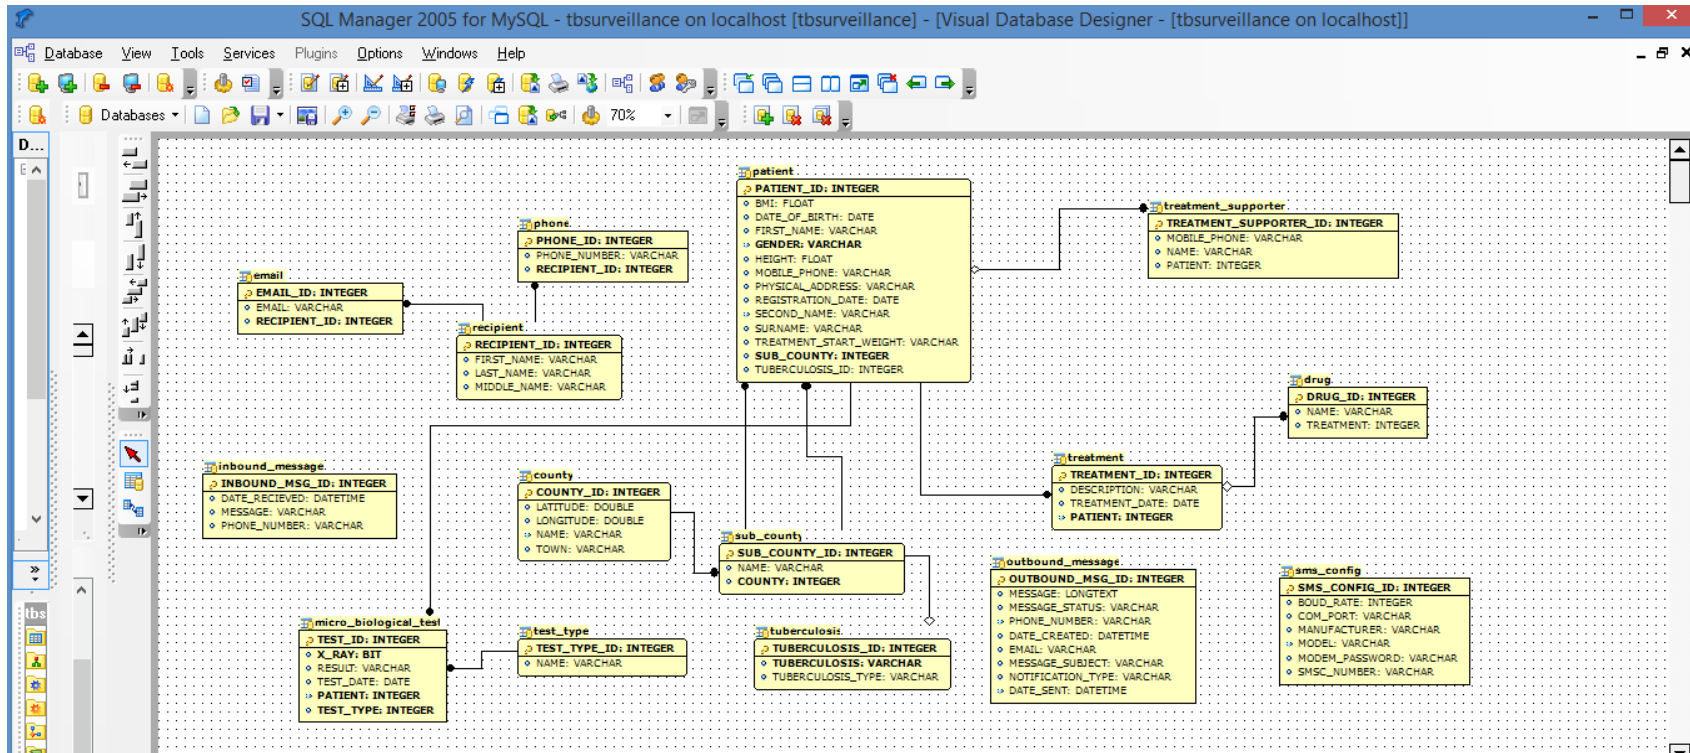 SQL Manager 2005 for MySQL - tbsurveillance on localhost [tbsurveillance] - [Visual Database Designer - [tbsurveillance on localhost]]
Database View Tools Services Plugins Options Windows Help
Databases 70%
D...
tbs
patient
PATIENT_ID: INTEGER
BMI: FLOAT
DATE_OF_BIRTH: DATE
FIRST_NAME: VARCHAR
GENDER: VARCHAR
HEIGHT: FLOAT
MOBILE_PHONE: VARCHAR
PHYSICAL_ADDRESS: VARCHAR
REGISTRATION_DATE: DATE
SECOND_NAME: VARCHAR
SURNAME: VARCHAR
TREATMENT_START_WEIGHT: VARCHAR
SUB_COUNTY: INTEGER
TUBERCULOSIS_ID: INTEGER
treatment_supporter
TREATMENT_SUPPORTER_ID: INTEGER
MOBILE_PHONE: VARCHAR
NAME: VARCHAR
PATIENT: INTEGER
phone
PHONE_ID: INTEGER
PHONE_NUMBER: VARCHAR
RECIPIENT_ID: INTEGER
email
EMAIL_ID: INTEGER
EMAIL: VARCHAR
RECIPIENT_ID: INTEGER
recipient
RECIPIENT_ID: INTEGER
FIRST_NAME: VARCHAR
LAST_NAME: VARCHAR
MIDDLE_NAME: VARCHAR
drug
DRUG_ID: INTEGER
NAME: VARCHAR
TREATMENT: INTEGER
inbound_message
INBOUND_MSG_ID: INTEGER
DATE_RECIEVED: DATETIME
MESSAGE: VARCHAR
PHONE_NUMBER: VARCHAR
county
COUNTY_ID: INTEGER
LATITUDE: DOUBLE
LONGITUDE: DOUBLE
NAME: VARCHAR
TOWN: VARCHAR
treatment
TREATMENT_ID: INTEGER
DESCRIPTION: VARCHAR
TREATMENT_DATE: DATE
PATIENT: INTEGER
sub_county
SUB_COUNTY_ID: INTEGER
NAME: VARCHAR
COUNTY: INTEGER
outbound_message
OUTBOUND_MSG_ID: INTEGER
MESSAGE: LONGTEXT
MESSAGE_STATUS: VARCHAR
PHONE_NUMBER: VARCHAR
DATE_CREATED: DATETIME
EMAIL: VARCHAR
MESSAGE_SUBJECT: VARCHAR
NOTIFICATION_TYPE: VARCHAR
DATE_SENT: DATETIME
sms_config
SMS_CONFIG_ID: INTEGER
BOUD_RATE: INTEGER
COM_PORT: VARCHAR
MANUFACTURER: VARCHAR
MODEL: VARCHAR
MODEM_PASSWORD: VARCHAR
SMSC_NUMBER: VARCHAR
micro_biological_test
TEST_ID: INTEGER
X_RAY: BIT
RESULT: VARCHAR
TEST_DATE: DATE
PATIENT: INTEGER
TEST_TYPE: INTEGER
test_type
TEST_TYPE_ID: INTEGER
NAME: VARCHAR
tuberculosis
TUBERCULOSIS_ID: INTEGER
TUBERCULOSIS: VARCHAR
TUBERCULOSIS_TYPE: VARCHAR